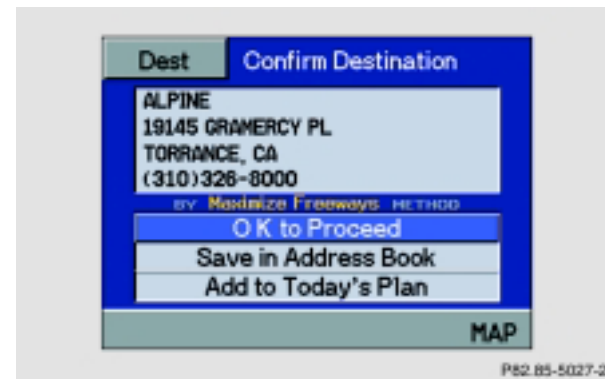 Dest Confirm Destination
ALPINE
19145 GRAMERCY PL
TORRANCE, CA
(310)326-8000
BY Maximize Freeways METHOD
OK to Proceed
Save in Address Book
Add to Today's Plan
MAP
P82.85-5027-2